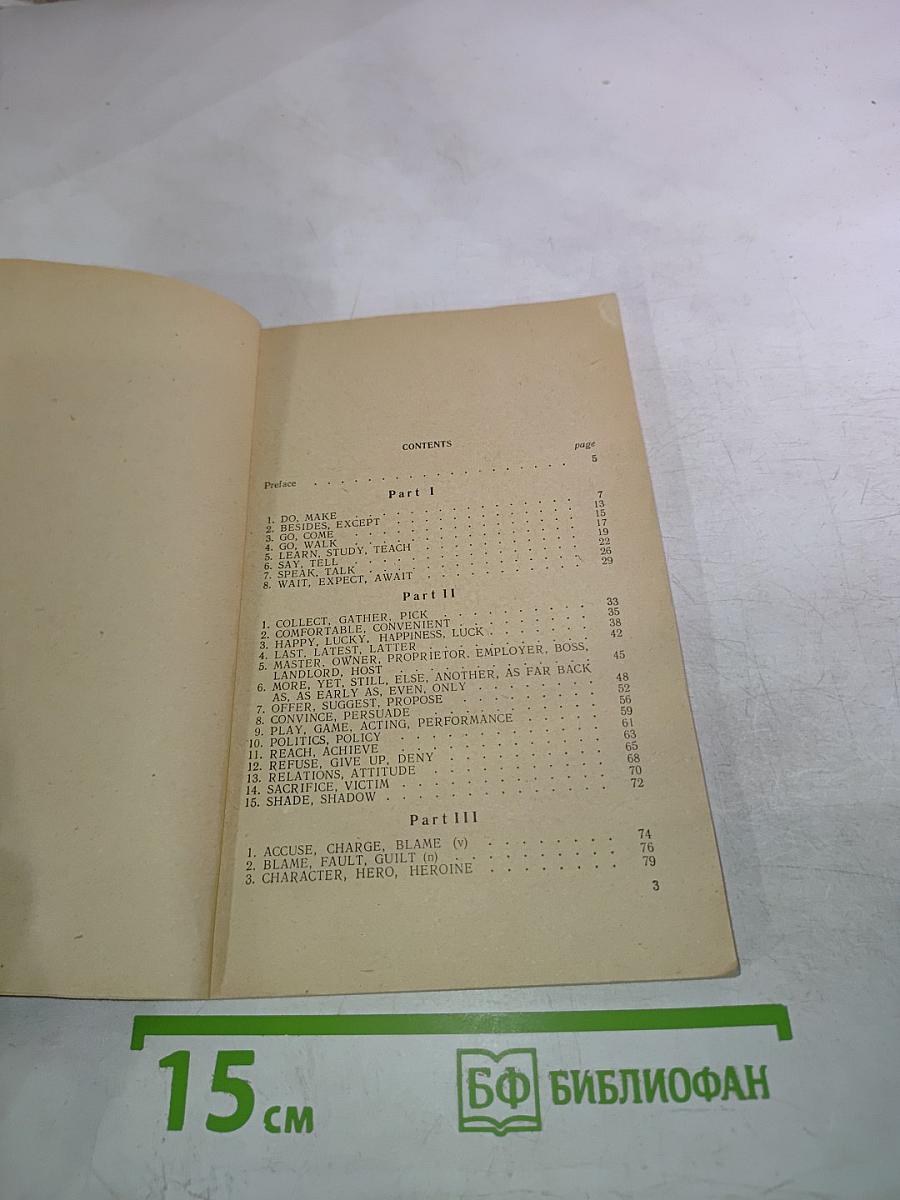 CONTENTS
page
Preface . . . . . . . . . . . . . . . . . . 5
Part I
1. DO, MAKE . . . . . . . . . . . . . . 7
2. BESIDES, EXCEPT . . . . . . . . . . . 13
3. GO, COME . . . . . . . . . . . . . . 15
4. GO, WALK . . . . . . . . . . . . . . 17
5. LEARN, STUDY, TEACH . . . . . . . . . 19
6. SAY, TELL . . . . . . . . . . . . . . 22
7. SPEAK, TALK . . . . . . . . . . . . . 26
8. WAIT, EXPECT, AWAIT . . . . . . . . . 29
Part II
1. COLLECT, GATHER, PICK . . . . . . . . 33
2. COMFORTABLE, CONVENIENT . . . . . . . 35
3. HAPPY, LUCKY, HAPPINESS, LUCK . . . . . . 38
4. LAST, LATEST, LATTER . . . . . . . . . 42
5. MASTER, OWNER, PROPRIETOR, EMPLOYER, BOSS,
LANDLORD, HOST . . . . . . . . . . . 45
6. MORE, YET, STILL, ELSE, ANOTHER, AS FAR BACK
AS, AS EARLY AS, EVEN, ONLY . . . . . . 48
7. OFFER, SUGGEST, PROPOSE . . . . . . . 52
8. CONVINCE, PERSUADE . . . . . . . . . 56
9. PLAY, GAME, ACTING, PERFORMANCE . . . . 59
10. POLITICS, POLICY . . . . . . . . . . 61
11. REACH, ACHIEVE . . . . . . . . . . . 63
12. REFUSE, GIVE UP, DENY . . . . . . . . 65
13. RELATIONS, ATTITUDE . . . . . . . . . 68
14. SACRIFICE, VICTIM . . . . . . . . . . 70
15. SHADE, SHADOW . . . . . . . . . . . 72
Part III
1. ACCUSE, CHARGE, BLAME (v) . . . . . . . 74
2. BLAME, FAULT, GUILT (n) . . . . . . . . 76
3. CHARACTER, HERO, HEROINE . . . . . . . 79
3
15 см
БФ БИБЛИОФАН